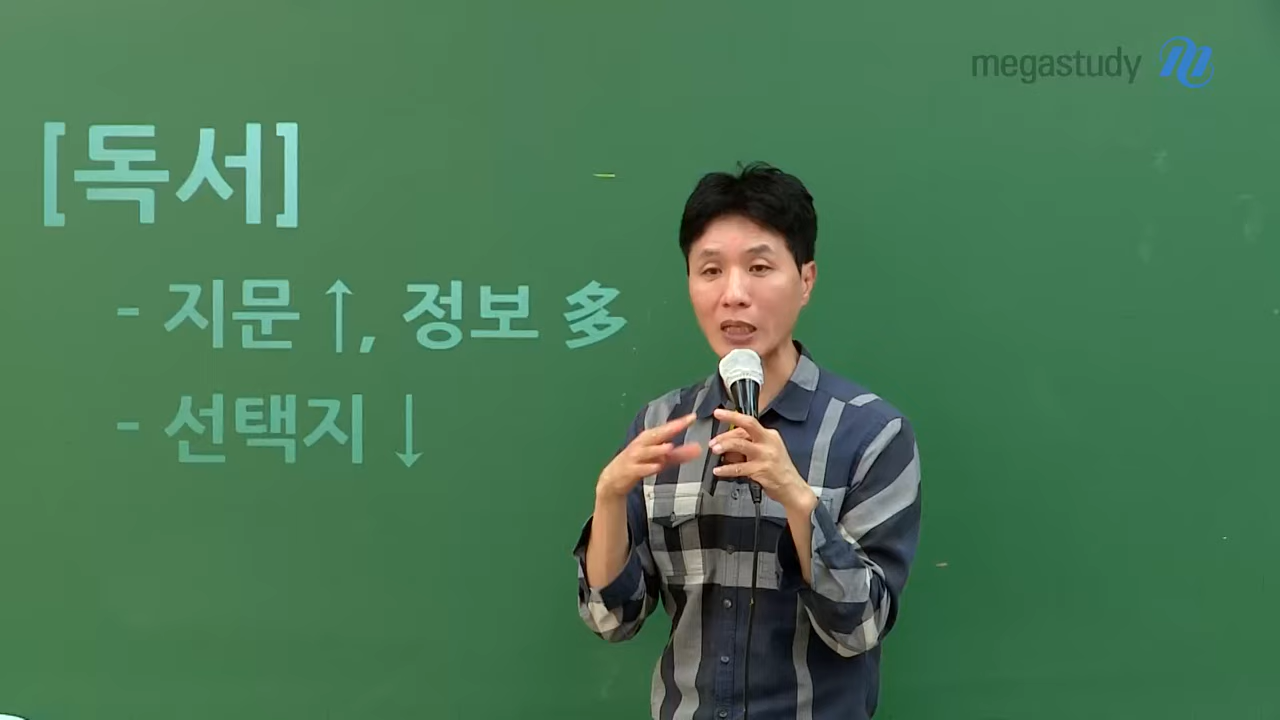 megastudy
[독서]
- 지문↑, 정보 多
- 선택지↓